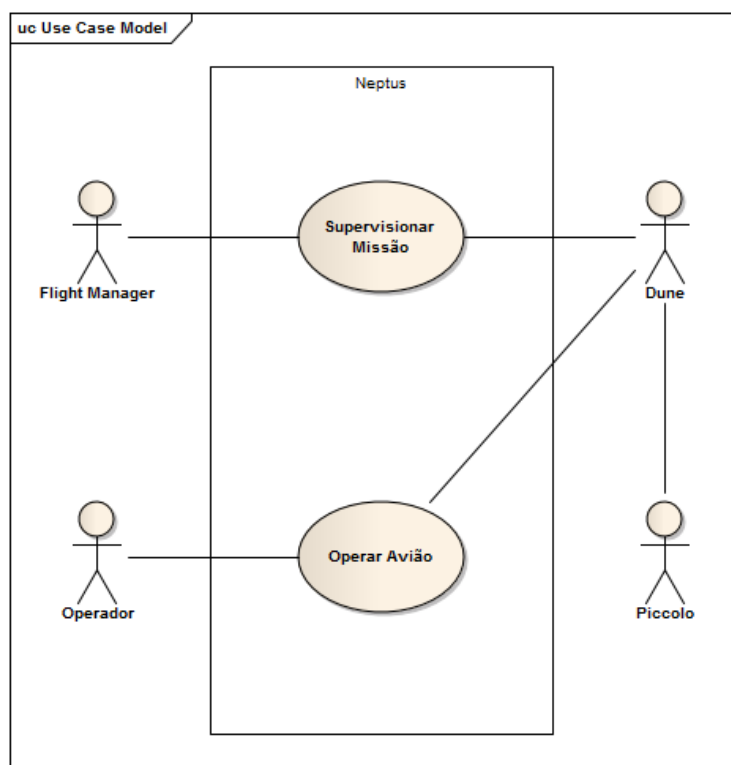 uc Use Case Model
Neptus
Supervisionar
Missão
Flight Manager
Dune
Operar Avião
Operador
Piccolo